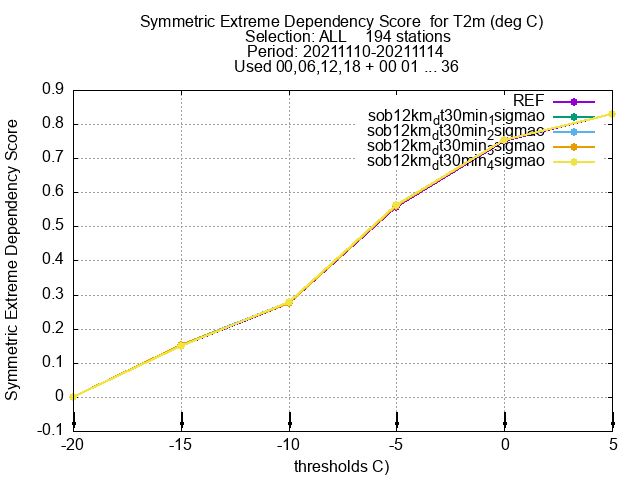 Symmetric Extreme Dependency Score for T2m (deg C)
Selection: ALL 194 stations
Period: 20211110-20211114
Used 00,06,12,18 + 00 01 ... 36
REF
sob12km_dt30min_1sigmao
sob12km_dt30min_2sigmao
sob12km_dt30min_3sigmao
sob12km_dt30min_4sigmao
Symmetric Extreme Dependency Score
0.9
0.8
0.7
0.6
0.5
0.4
0.3
0.2
0.1
0
-0.1
-20 -15 -10 -5 0 5
thresholds C)